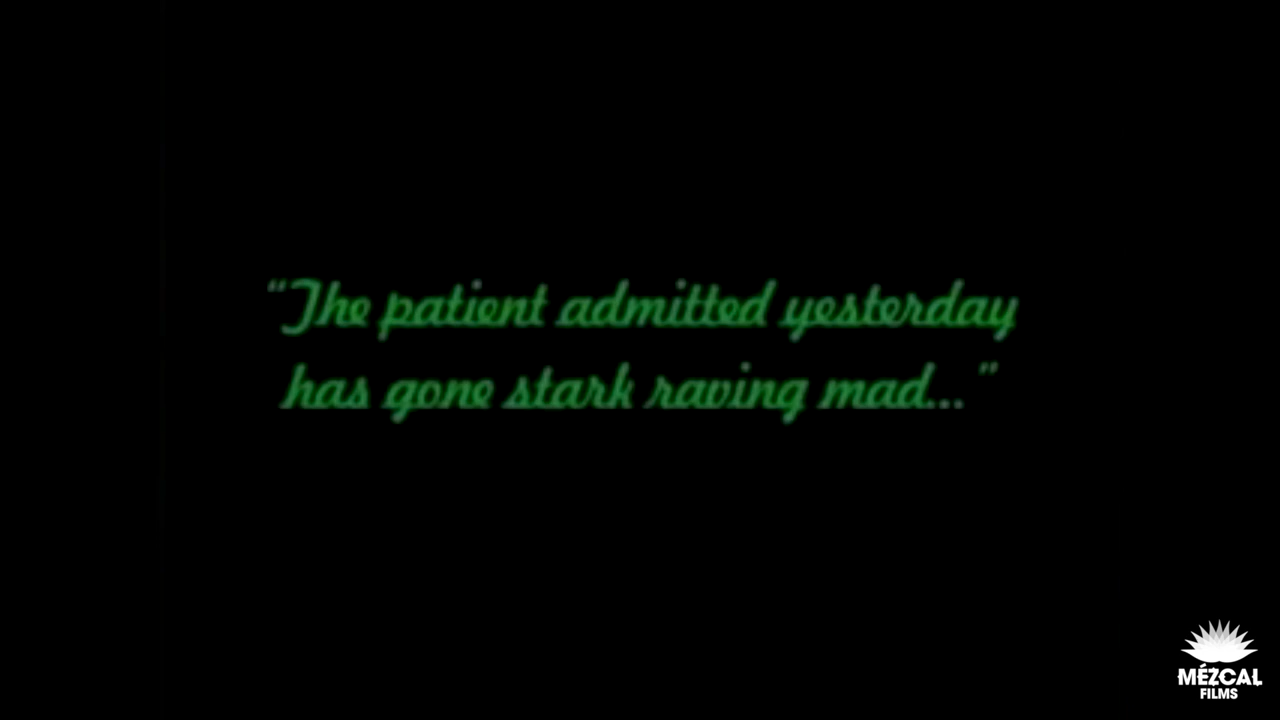 "The patient admitted yesterday
has gone stark raving mad..."
MÉZCAL
FILMS